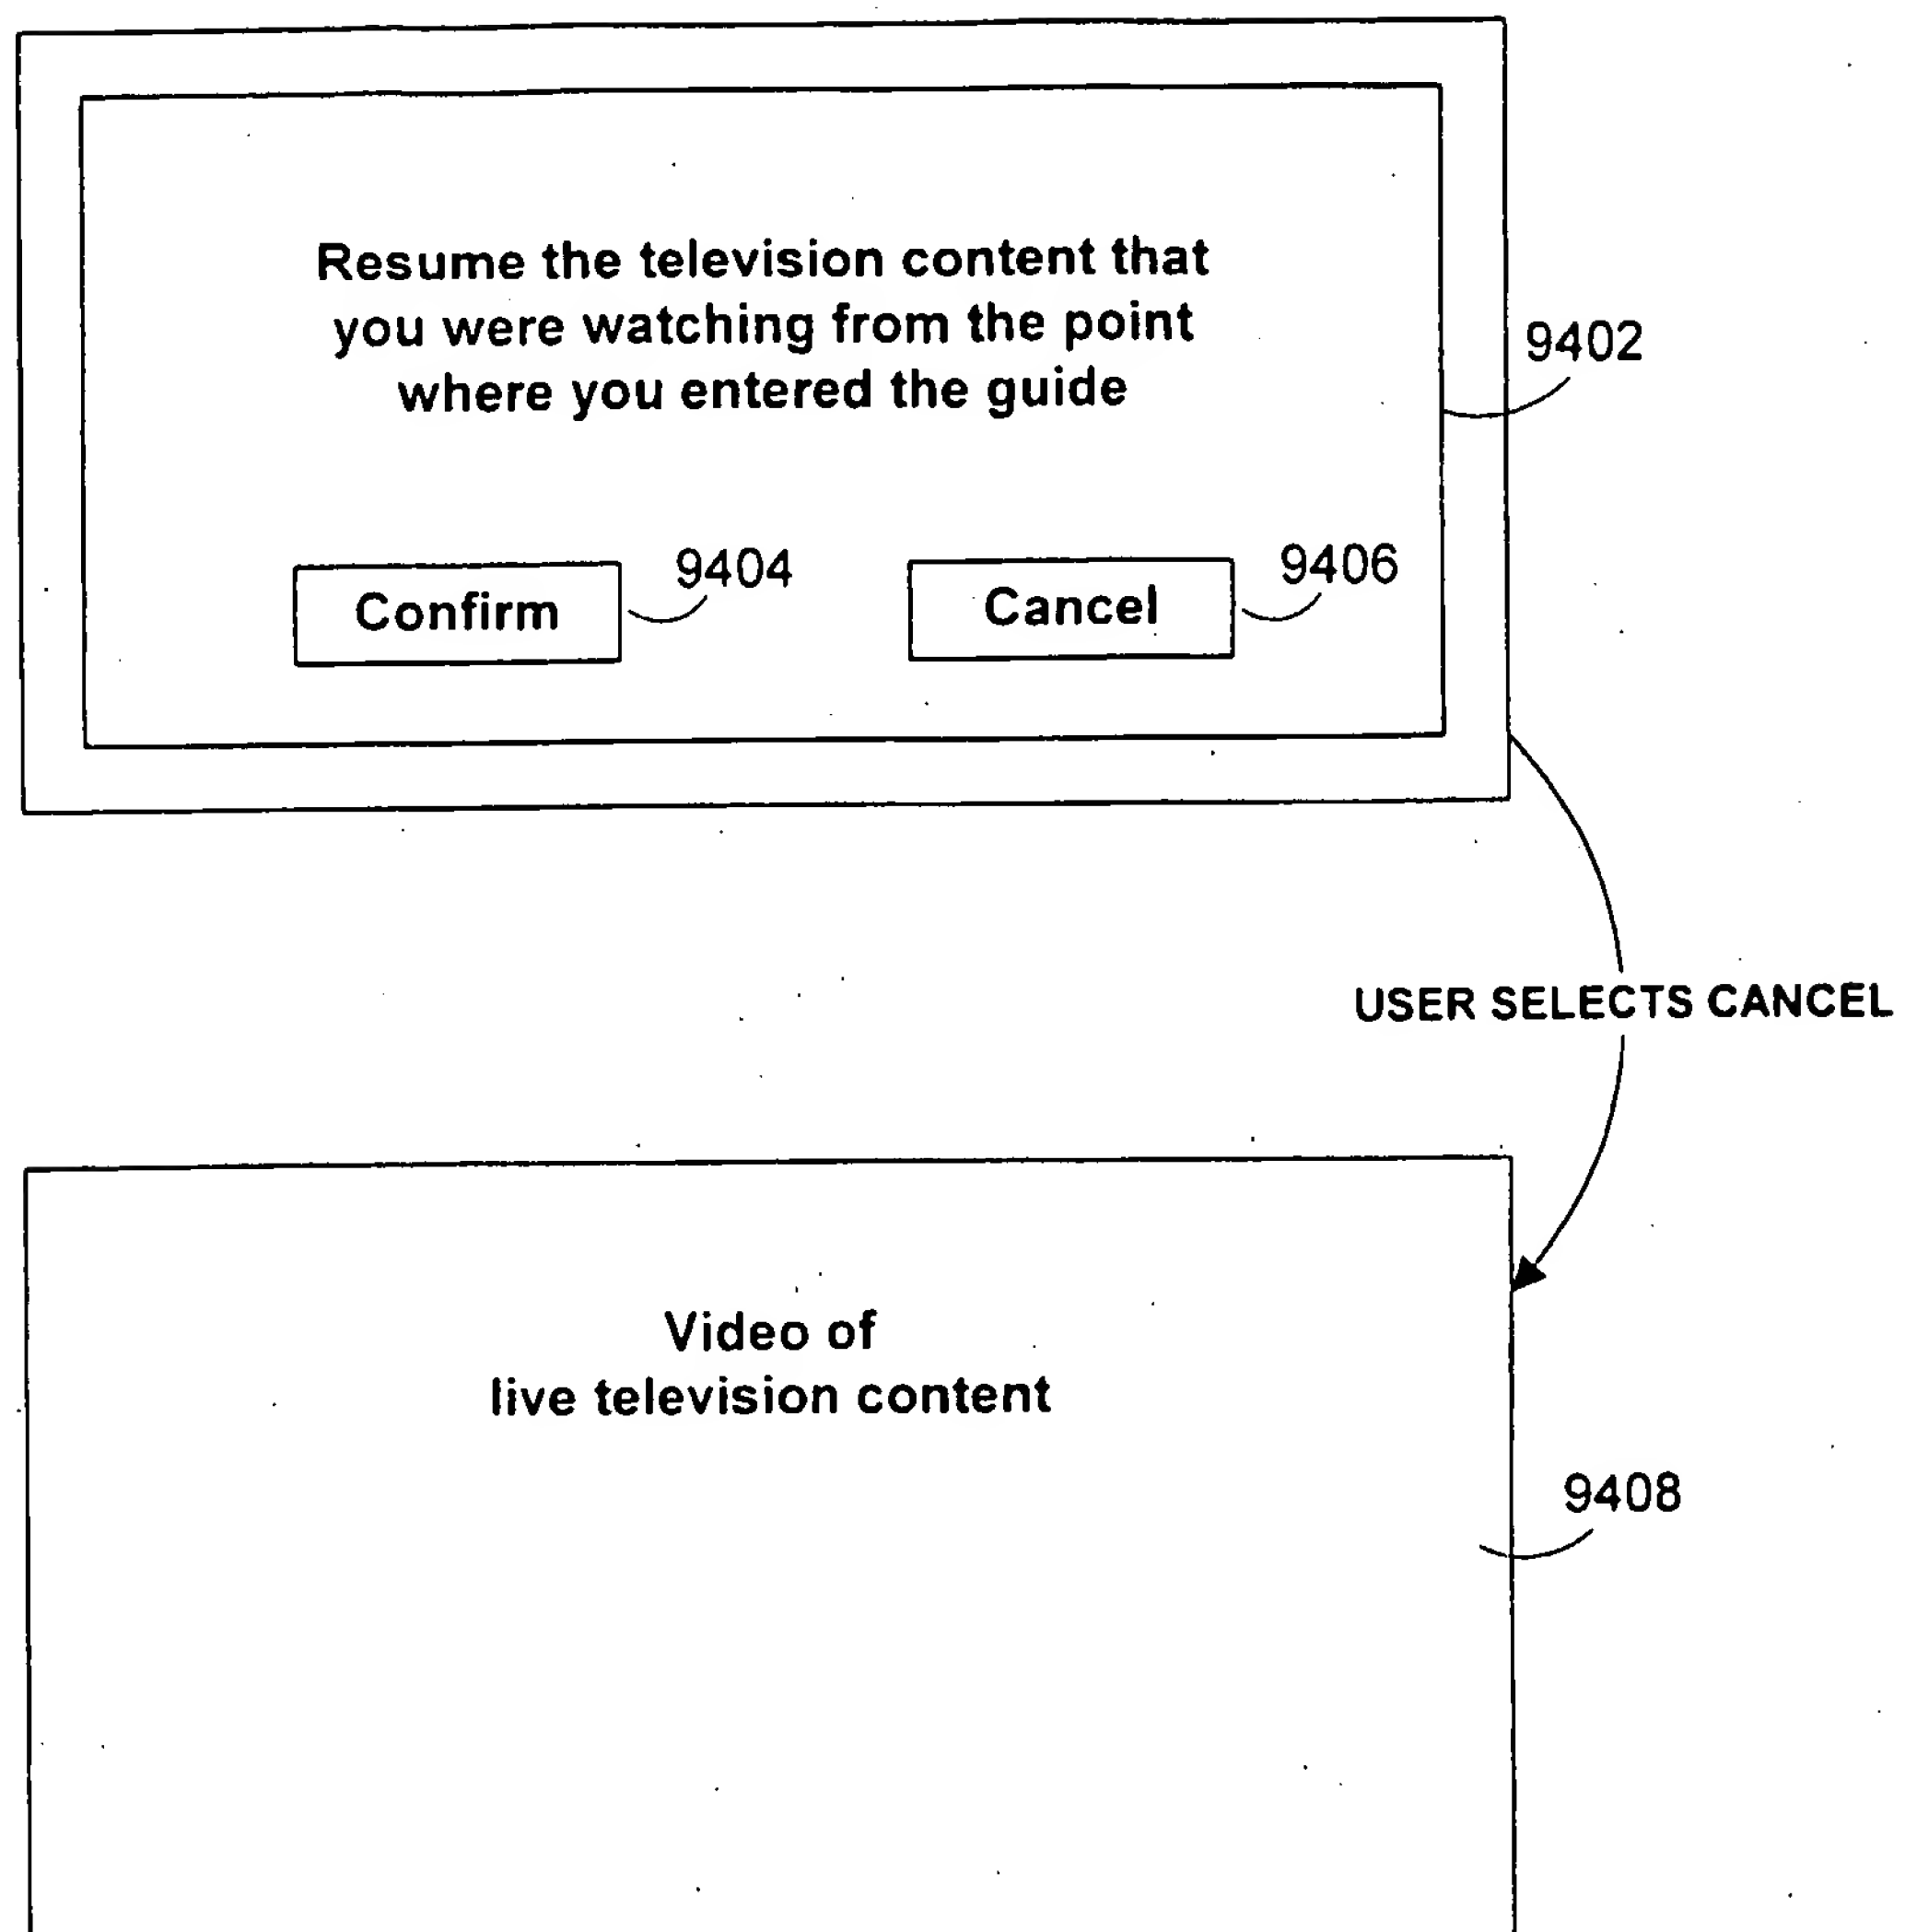 Resume the television content that
you were watching from the point
where you entered the guide
9402
Confirm
9404
Cancel
9406
USER SELECTS CANCEL
Video of
live television content
9408